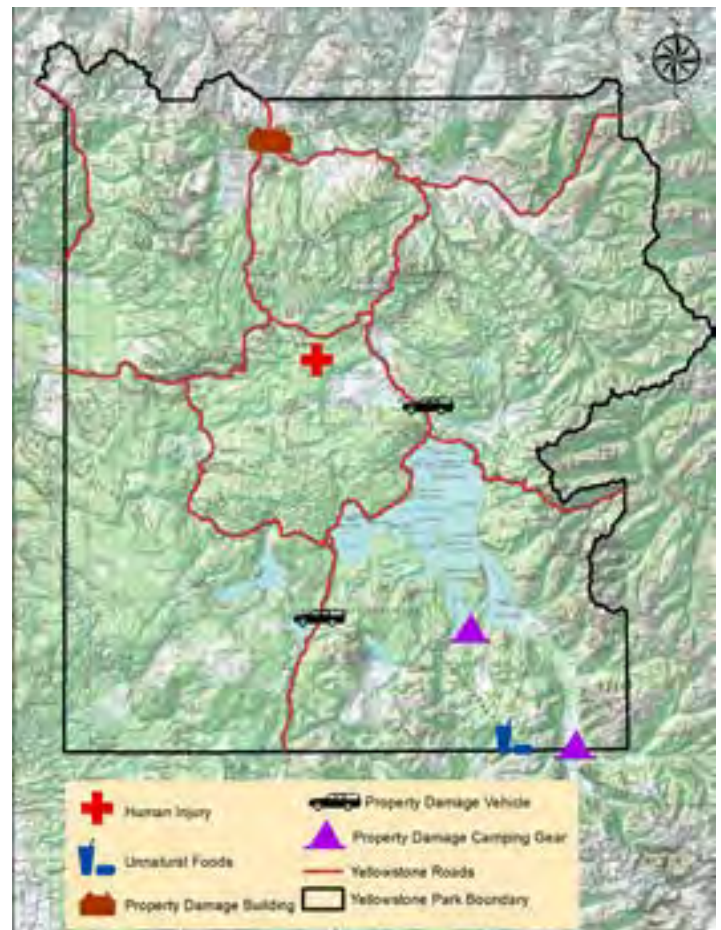 Human Injury
Unnatural Foods
Property Damage Building
Property Damage Vehicle
Property Damage Camping Gear
Yellowstone Roads
Yellowstone Park Boundary